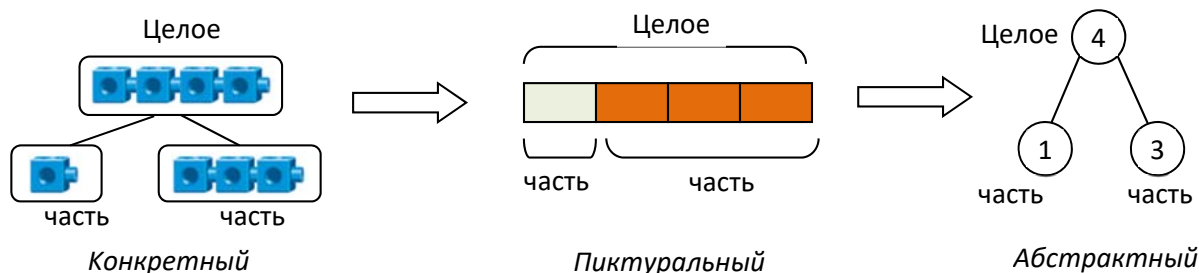 Целое
часть
часть
Конкретный
Целое
часть
часть
Пиктуральный
Целое
4
1
3
часть
часть
Абстрактный